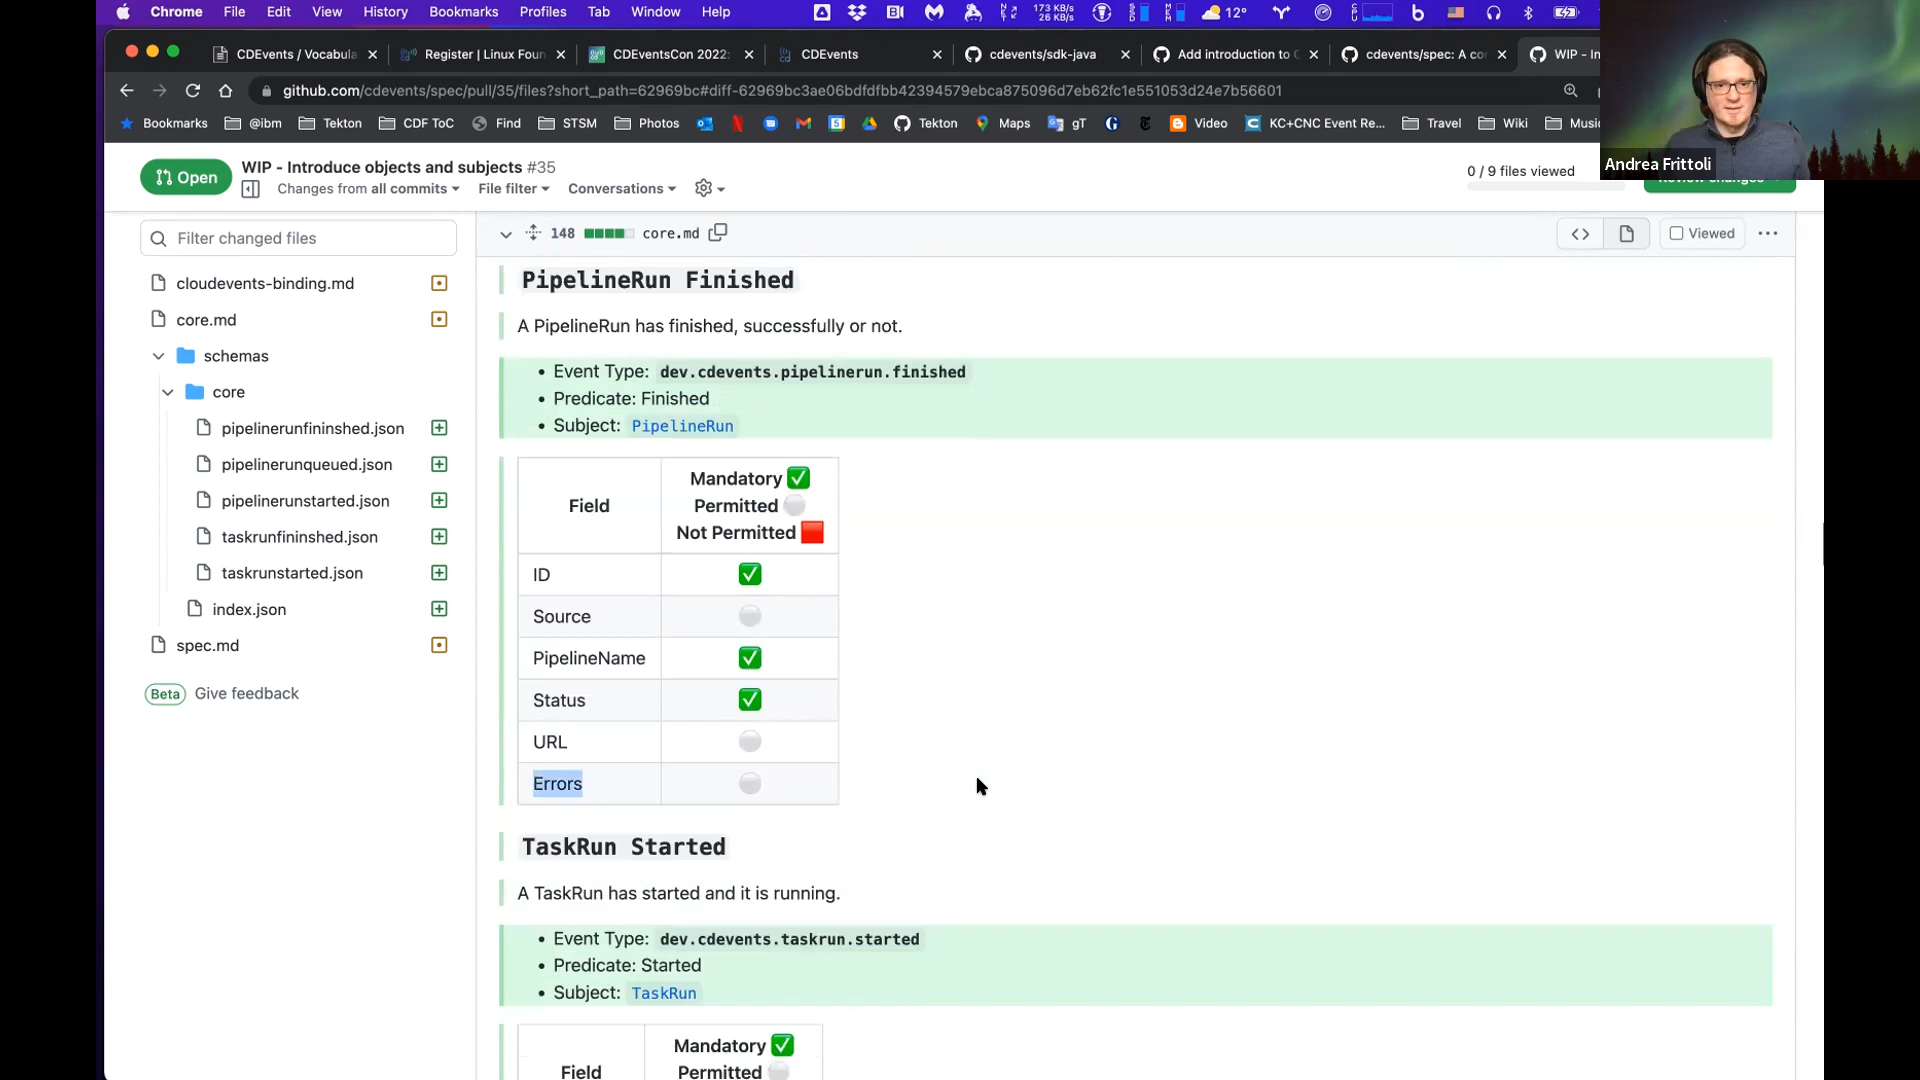 Chrome File Edit View History Bookmarks Profiles Tab Window Help
173 KB/s
26 KB/s
12°
CDEvents / Vocabula
Register | Linux Foun
CDEventsCon 2022:
CDEvents
cdevents/sdk-java
Add introduction to C
cdevents/spec: A co
WIP - In
github.com/cdevents/spec/pull/35/files?short_path=62969bc#diff-62969bc3ae06bdfdfbb42394579ebca875096d7eb62fc1e551053d24e7b56601
Bookmarks @ibm Tekton CDF ToC Find STSM Photos Tekton Maps gT Video KC+CNC Event Re... Travel Wiki Music
Andrea Frittoli
Open
WIP - Introduce objects and subjects #35
Changes from all commits File filter Conversations
0 / 9 files viewed
Filter changed files
cloudevents-binding.md
core.md
schemas
core
pipelinerunfininshed.json
pipelinerunqueued.json
pipelinerunstarted.json
taskrunfininshed.json
taskrunstarted.json
index.json
spec.md
Beta Give feedback
148 core.md
Viewed
PipelineRun Finished
A PipelineRun has finished, successfully or not.
• Event Type: dev.cdevents.pipelinerun.finished
• Predicate: Finished
• Subject: PipelineRun
Field
Mandatory ✅
Permitted ⚪
Not Permitted 🟥
ID ✅
Source ⚪
PipelineName ✅
Status ✅
URL ⚪
Errors ⚪
TaskRun Started
A TaskRun has started and it is running.
• Event Type: dev.cdevents.taskrun.started
• Predicate: Started
• Subject: TaskRun
Field
Mandatory ✅
Permitted ⚪